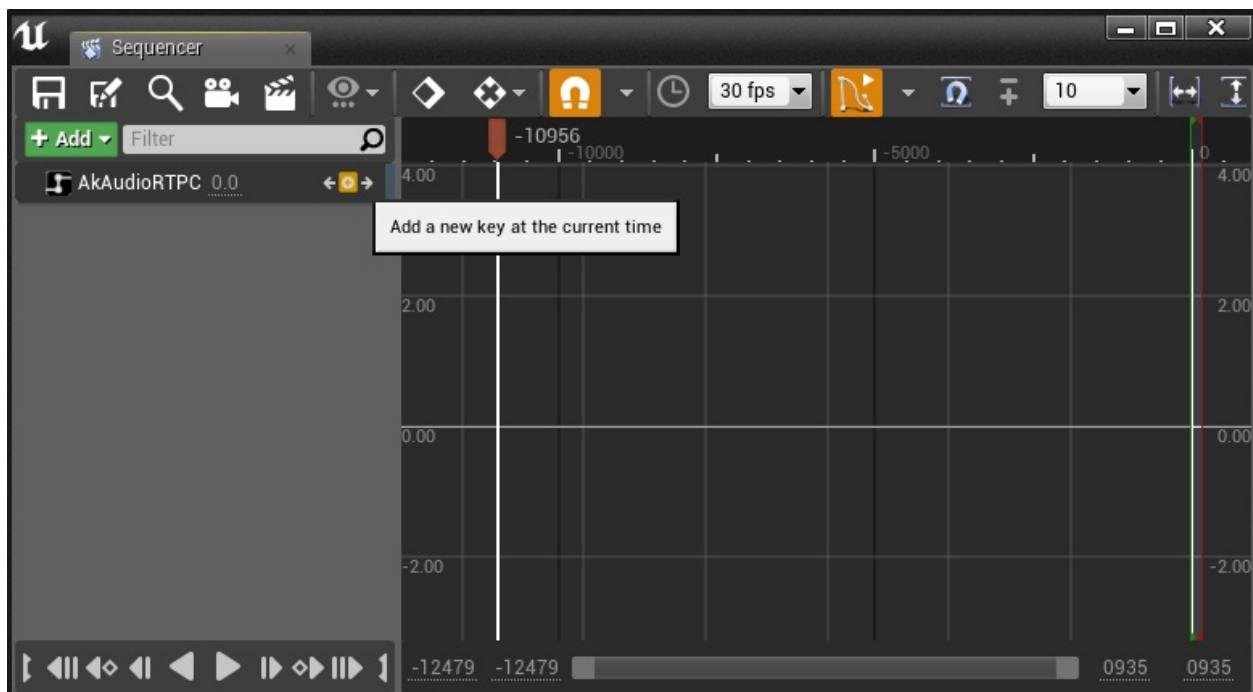 Sequencer
30 fps
10
+ Add
Filter
-10956
-10000
-5000
0
AkAudioRTPC 0.0
4.00
4.00
Add a new key at the current time
2.00
2.00
0.00
0.00
-2.00
-2.00
-12479 -12479
0935 0935